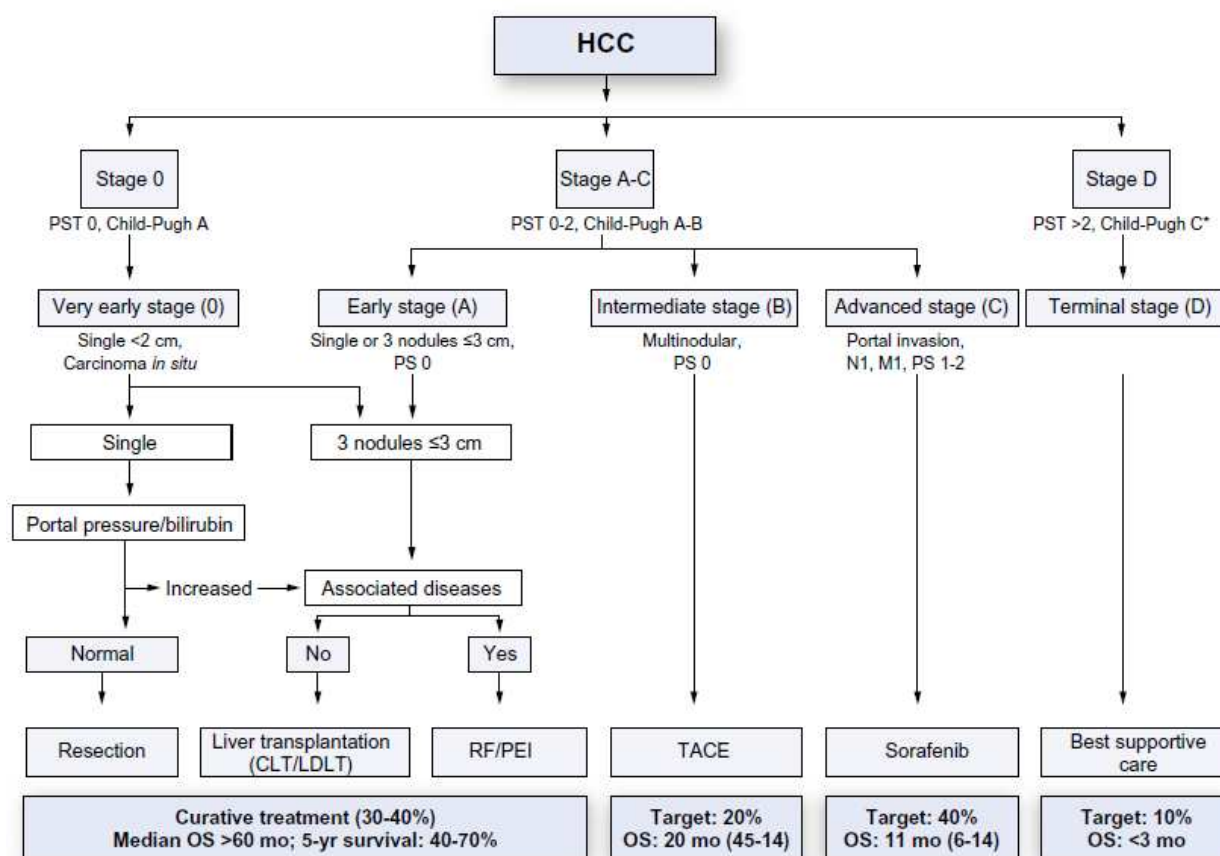 HCC
Stage 0
PST 0, Child-Pugh A
Stage A-C
PST 0-2, Child-Pugh A-B
Stage D
PST >2, Child-Pugh C*
Very early stage (0)
Single <2 cm,
Carcinoma in situ
Early stage (A)
Single or 3 nodules ≤3 cm,
PS 0
Intermediate stage (B)
Multinodular,
PS 0
Advanced stage (C)
Portal invasion,
N1, M1, PS 1-2
Terminal stage (D)
Single
3 nodules ≤3 cm
Portal pressure/bilirubin
Increased
Associated diseases
Normal
No
Yes
Resection
Liver transplantation
(CLT/LDLT)
RF/PEI
TACE
Sorafenib
Best supportive
care
Curative treatment (30-40%)
Median OS >60 mo; 5-yr survival: 40-70%
Target: 20%
OS: 20 mo (45-14)
Target: 40%
OS: 11 mo (6-14)
Target: 10%
OS: <3 mo